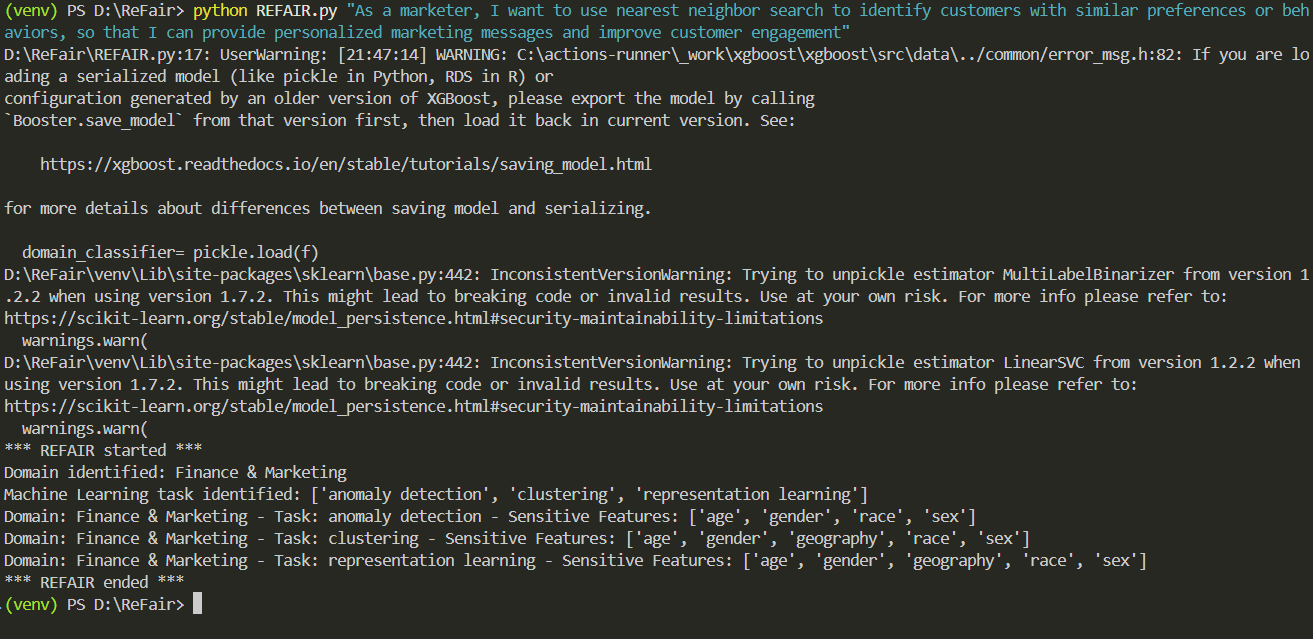 (venv) PS D:\ReFair> python REFAIR.py "As a marketer, I want to use nearest neighbor search to identify customers with similar preferences or beh
aviors, so that I can provide personalized marketing messages and improve customer engagement"
D:\ReFair\REFAIR.py:17: UserWarning: [21:47:14] WARNING: C:\actions-runner\_work\xgboost\xgboost\src\data\../common/error_msg.h:82: If you are lo
ading a serialized model (like pickle in Python, RDS in R) or
configuration generated by an older version of XGBoost, please export the model by calling
`Booster.save_model` from that version first, then load it back in current version. See:
    https://xgboost.readthedocs.io/en/stable/tutorials/saving_model.html
for more details about differences between saving model and serializing.
  domain_classifier= pickle.load(f)
D:\ReFair\venv\Lib\site-packages\sklearn\base.py:442: InconsistentVersionWarning: Trying to unpickle estimator MultiLabelBinarizer from version 1
.2.2 when using version 1.7.2. This might lead to breaking code or invalid results. Use at your own risk. For more info please refer to:
https://scikit-learn.org/stable/model_persistence.html#security-maintainability-limitations
  warnings.warn(
D:\ReFair\venv\Lib\site-packages\sklearn\base.py:442: InconsistentVersionWarning: Trying to unpickle estimator LinearSVC from version 1.2.2 when
using version 1.7.2. This might lead to breaking code or invalid results. Use at your own risk. For more info please refer to:
https://scikit-learn.org/stable/model_persistence.html#security-maintainability-limitations
  warnings.warn(
*** REFAIR started ***
Domain identified: Finance & Marketing
Machine Learning task identified: ['anomaly detection', 'clustering', 'representation learning']
Domain: Finance & Marketing - Task: anomaly detection - Sensitive Features: ['age', 'gender', 'race', 'sex']
Domain: Finance & Marketing - Task: clustering - Sensitive Features: ['age', 'gender', 'geography', 'race', 'sex']
Domain: Finance & Marketing - Task: representation learning - Sensitive Features: ['age', 'gender', 'geography', 'race', 'sex']
*** REFAIR ended ***
(venv) PS D:\ReFair>